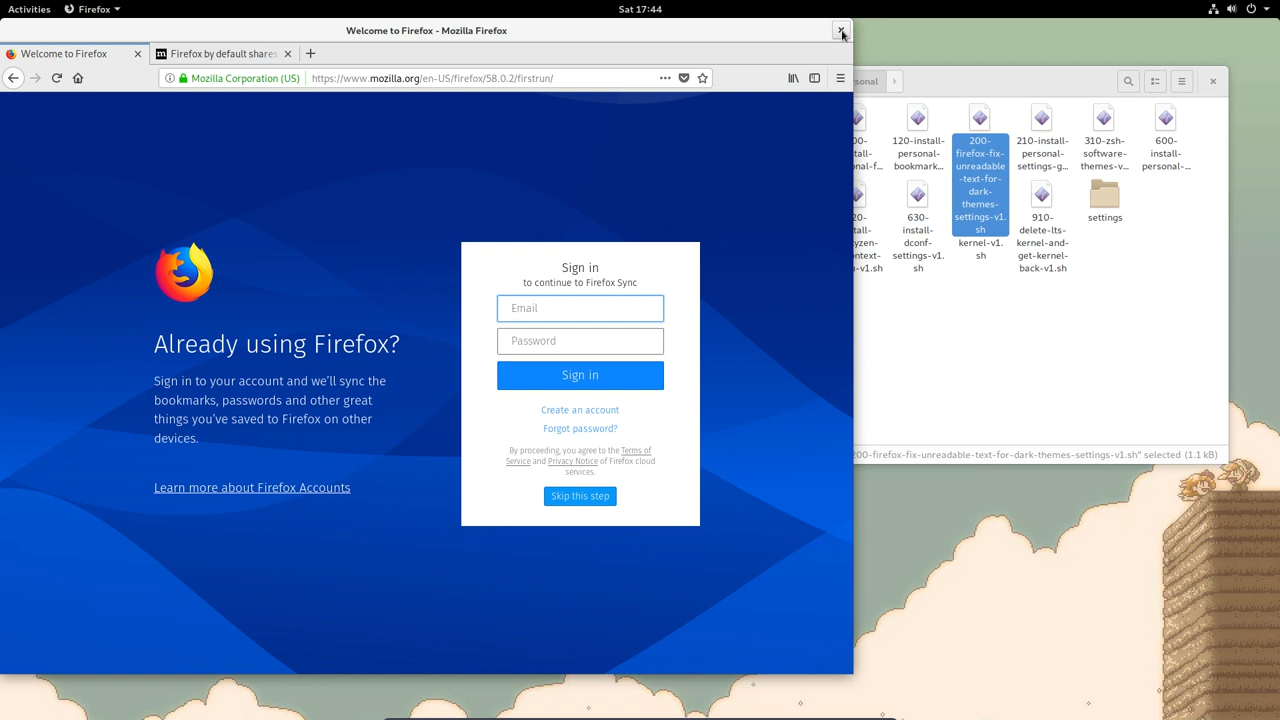 Activities
Firefox
Sat 17:44
Welcome to Firefox - Mozilla Firefox
Welcome to Firefox
Firefox by default shares
Mozilla Corporation (US)
https://www.mozilla.org/en-US/firefox/58.0.2/firstrun/
Already using Firefox?
Sign in to your account and we'll sync the
bookmarks, passwords and other great
things you've saved to Firefox on other
devices.
Learn more about Firefox Accounts
Sign in
to continue to Firefox Sync
Email
Password
Sign in
Create an account
Forgot password?
By proceeding, you agree to the Terms of
Service and Privacy Notice of Firefox cloud
services.
Skip this step
120-install-
personal-
bookmark...
200-
firefox-fix-
unreadable
-text-for-
dark-
themes-
settings-v1.
sh
210-install-
personal-
settings-g...
310-zsh-
software-
themes-v...
600-
install-
personal-...
630-
install-
dconf-
settings-v1.
sh
kernel-v1.
sh
910-
delete-lts-
kernel-and-
get-kernel-
back-v1.sh
settings
200-firefox-fix-unreadable-text-for-dark-themes-settings-v1.sh" selected (1.1 kB)